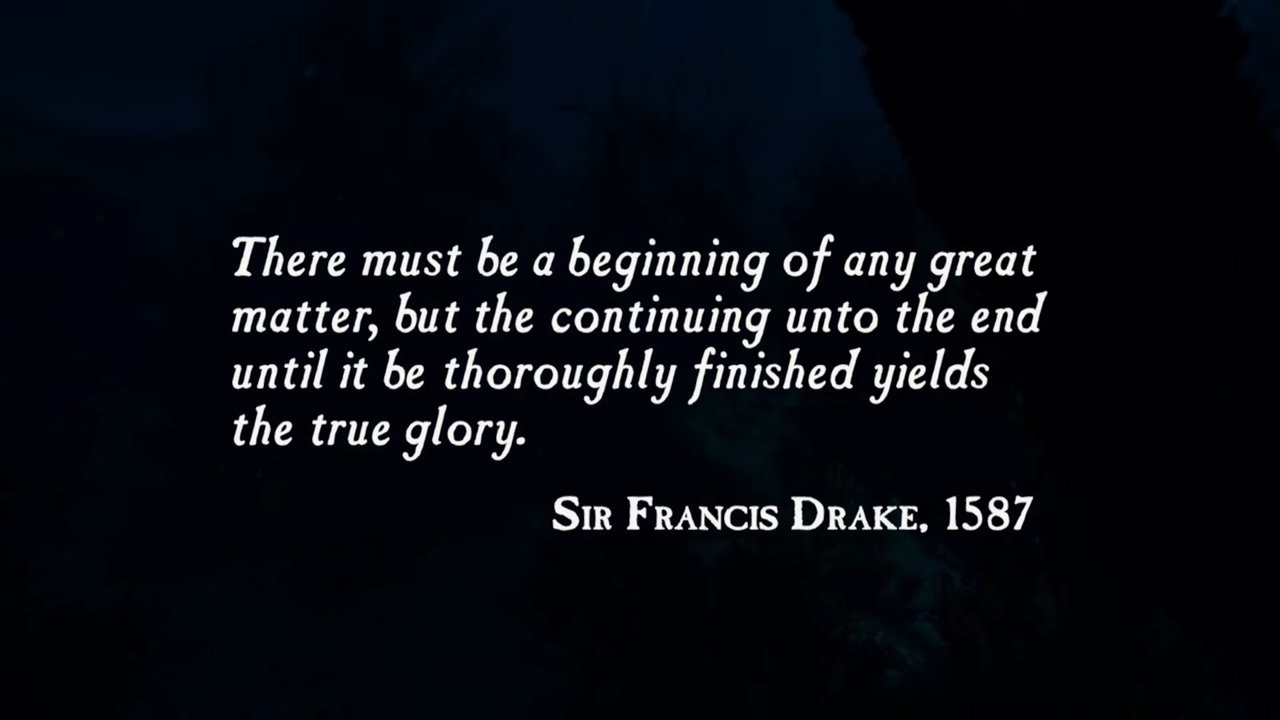 There must be a beginning of any great
matter, but the continuing unto the end
until it be thoroughly finished yields
the true glory.
Sir Francis Drake, 1587